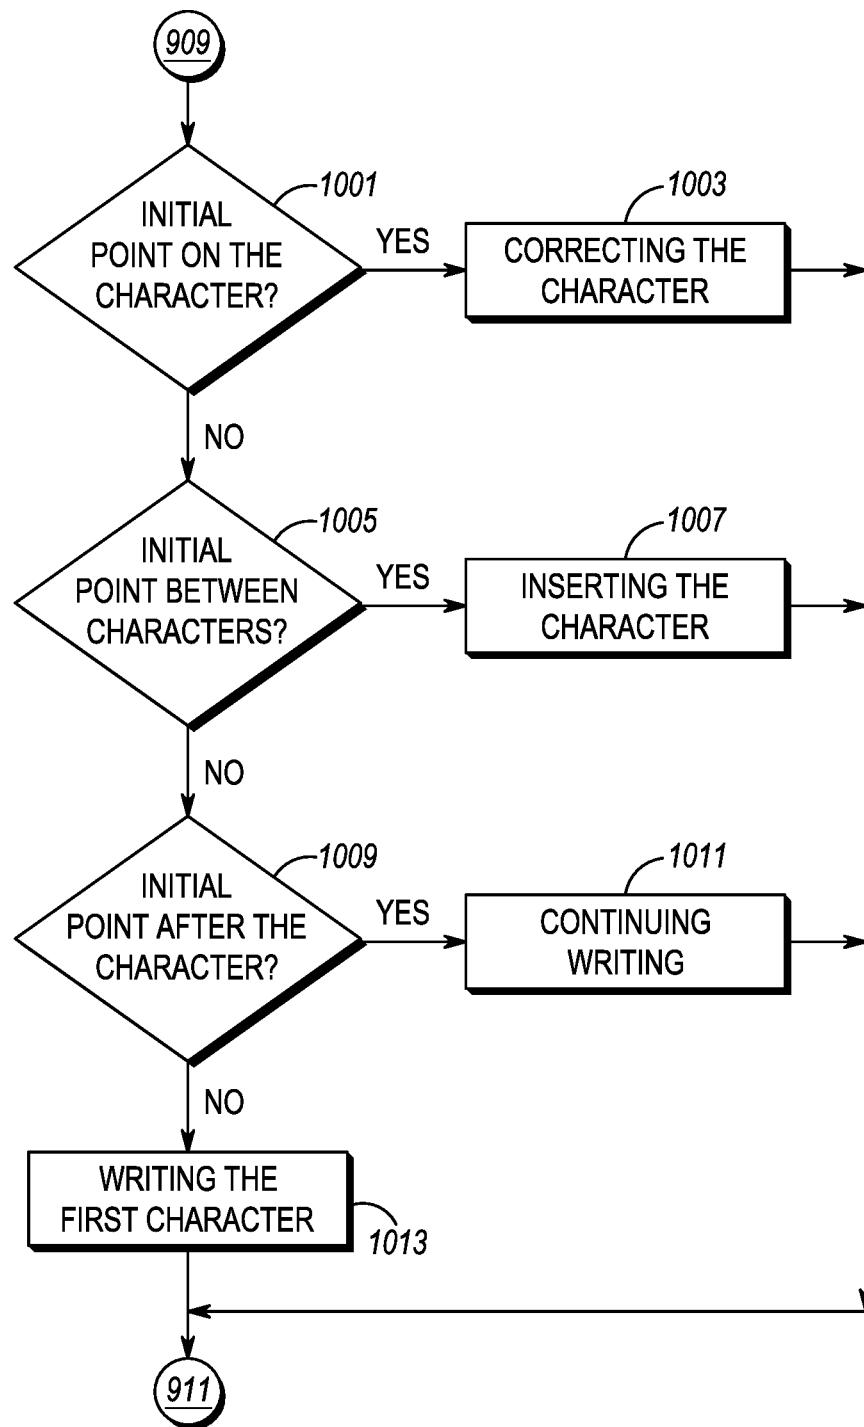 909
1001
INITIAL
POINT ON THE
CHARACTER?
YES
1003
CORRECTING THE
CHARACTER
NO
1005
INITIAL
POINT BETWEEN
CHARACTERS?
YES
1007
INSERTING THE
CHARACTER
NO
1009
INITIAL
POINT AFTER THE
CHARACTER?
YES
1011
CONTINUING
WRITING
NO
WRITING THE
FIRST CHARACTER
1013
911